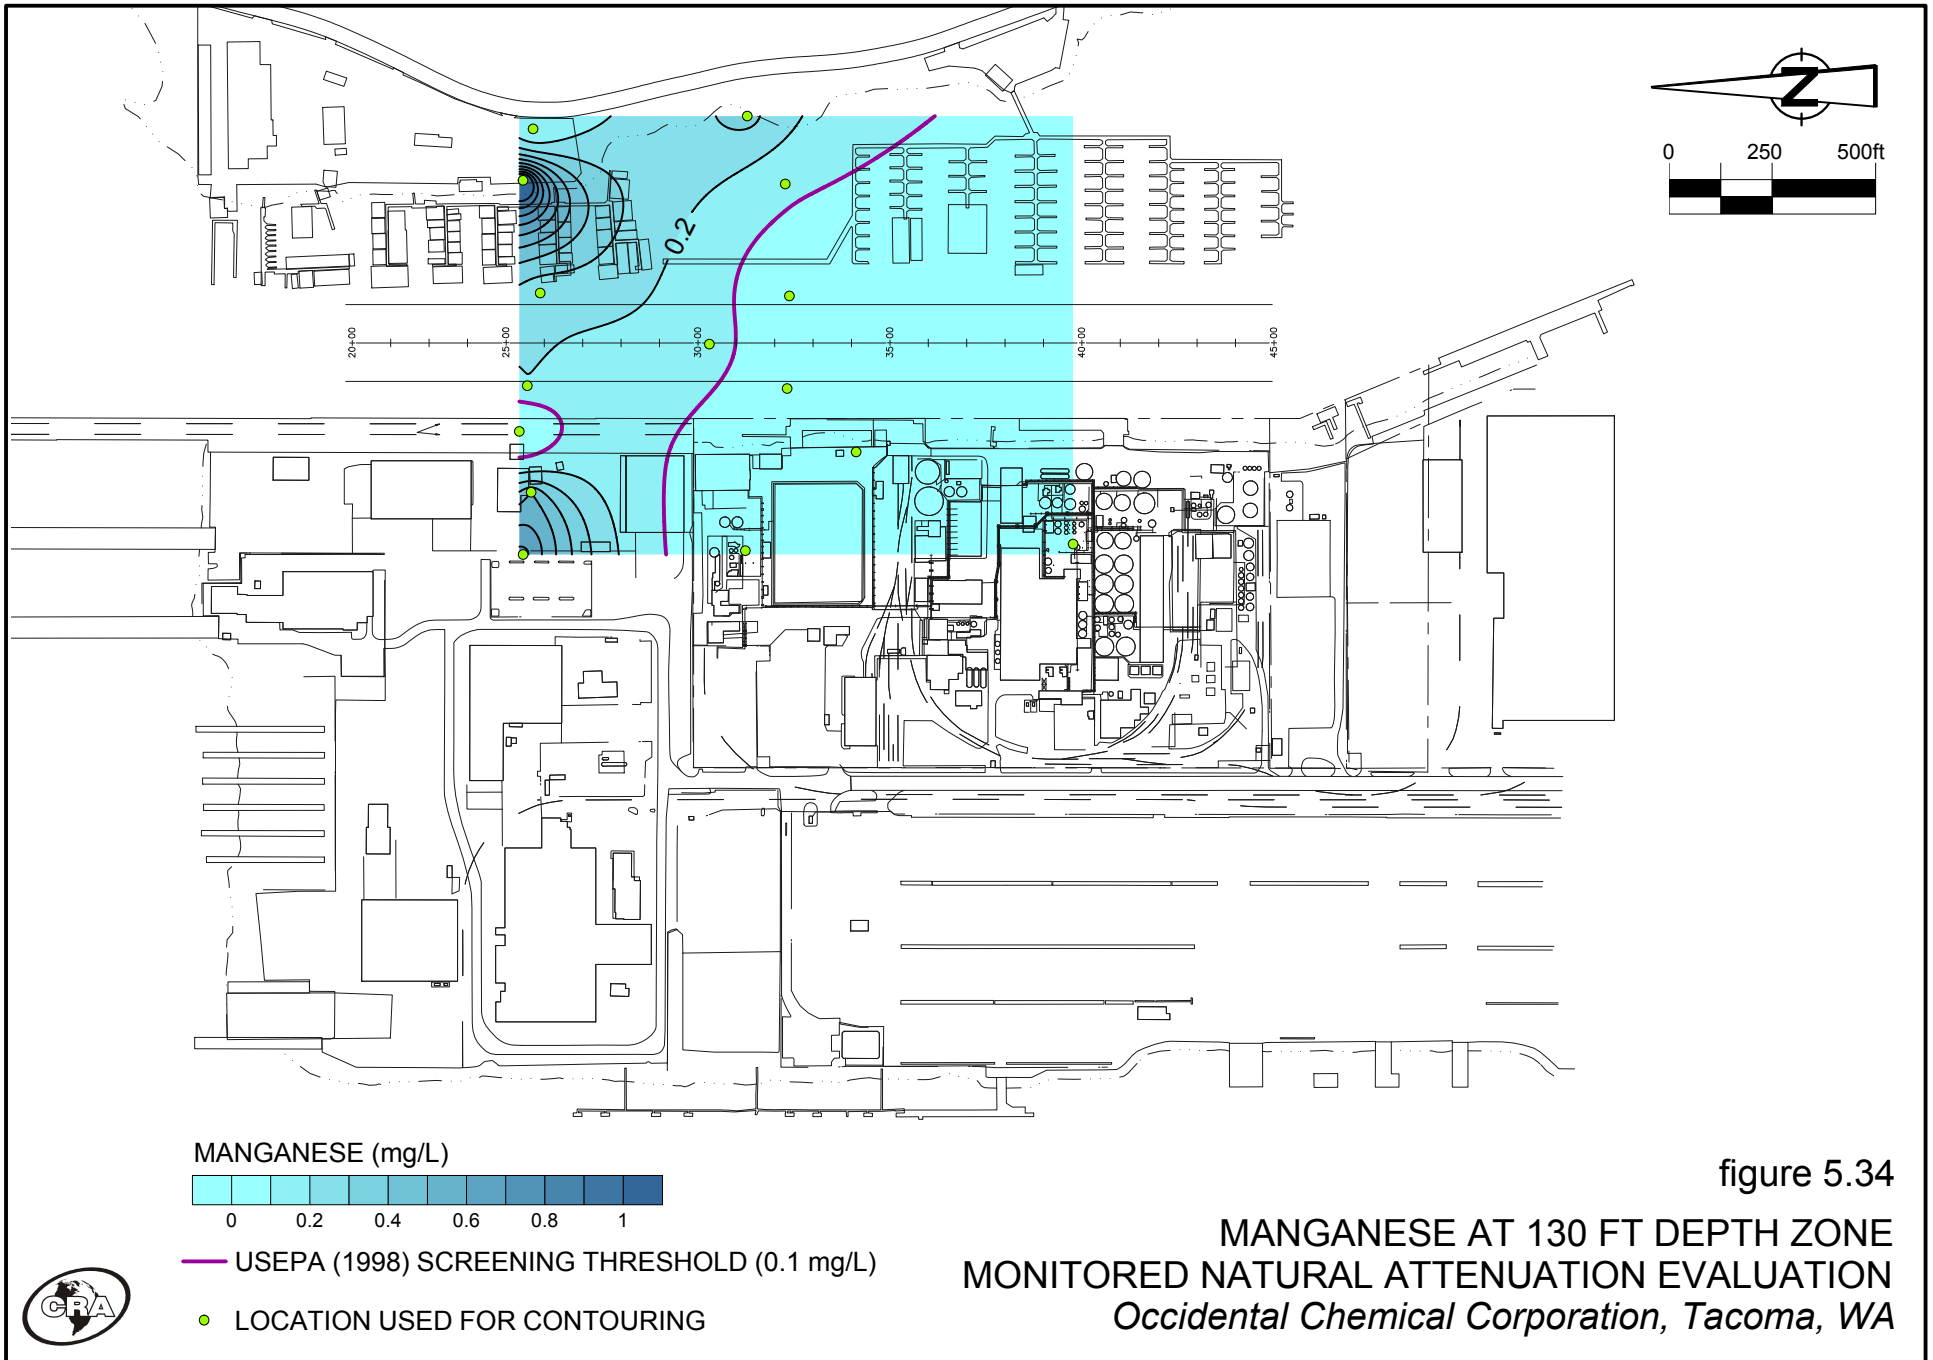 N
0 250 500ft
0.2
20+00 25+00 30+00 35+00 40+00 45+00
MANGANESE (mg/L)
0 0.2 0.4 0.6 0.8 1
USEPA (1998) SCREENING THRESHOLD (0.1 mg/L)
LOCATION USED FOR CONTOURING
CRA
figure 5.34
MANGANESE AT 130 FT DEPTH ZONE
MONITORED NATURAL ATTENUATION EVALUATION
Occidental Chemical Corporation, Tacoma, WA